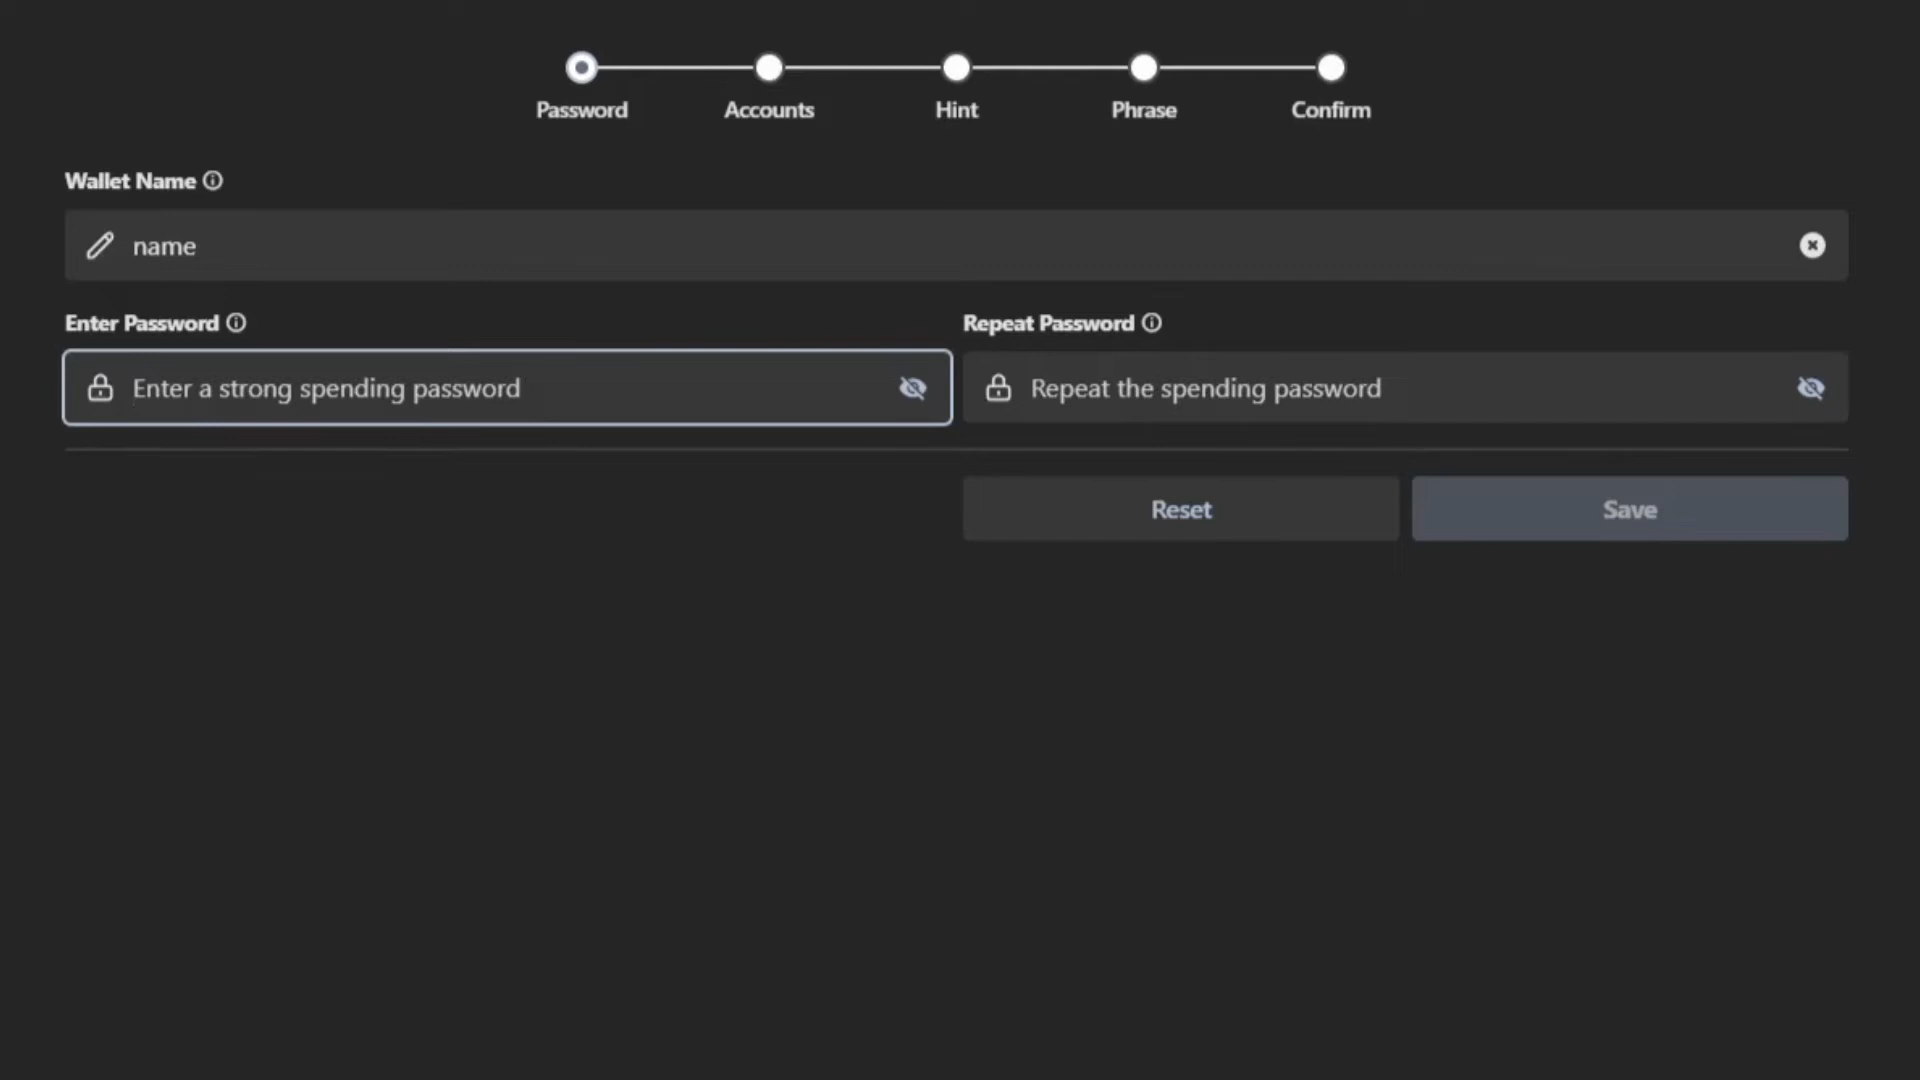 Password Accounts Hint Phrase Confirm
Wallet Name
name
Enter Password Repeat Password
Enter a strong spending password Repeat the spending password
Reset Save